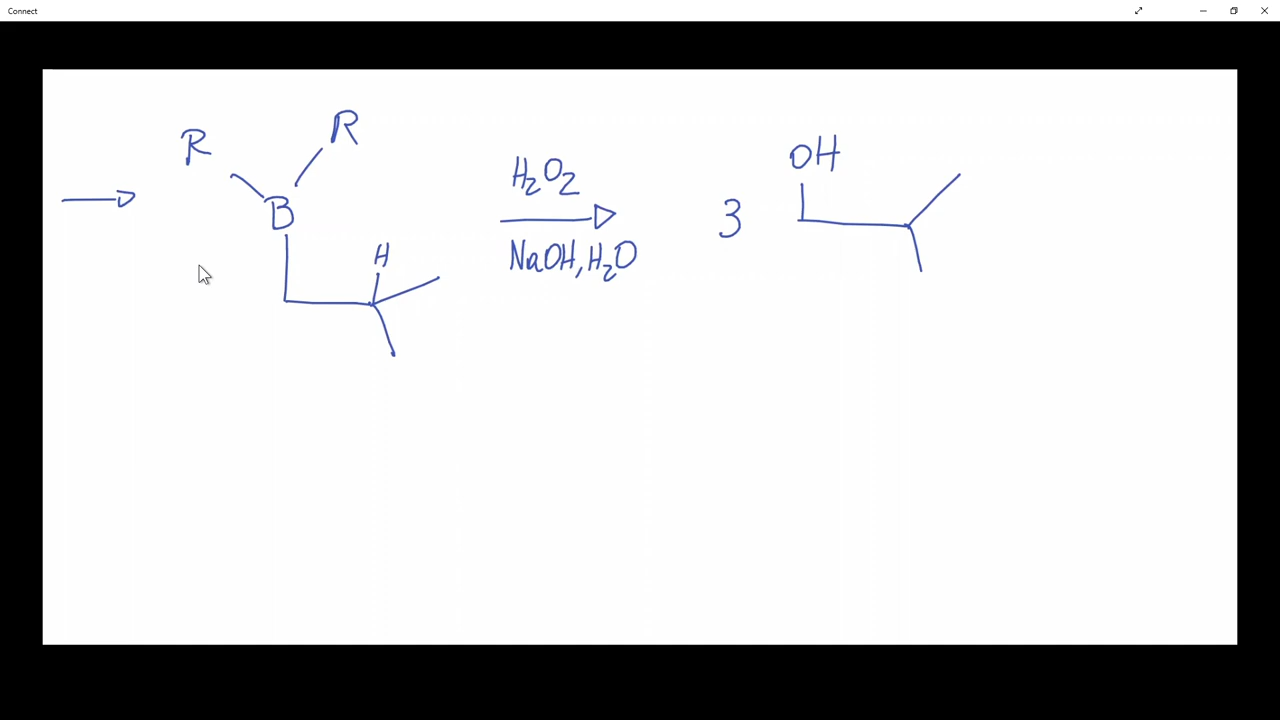 Connect
R
R
B
H
H₂O₂
NaOH, H₂O
3
OH